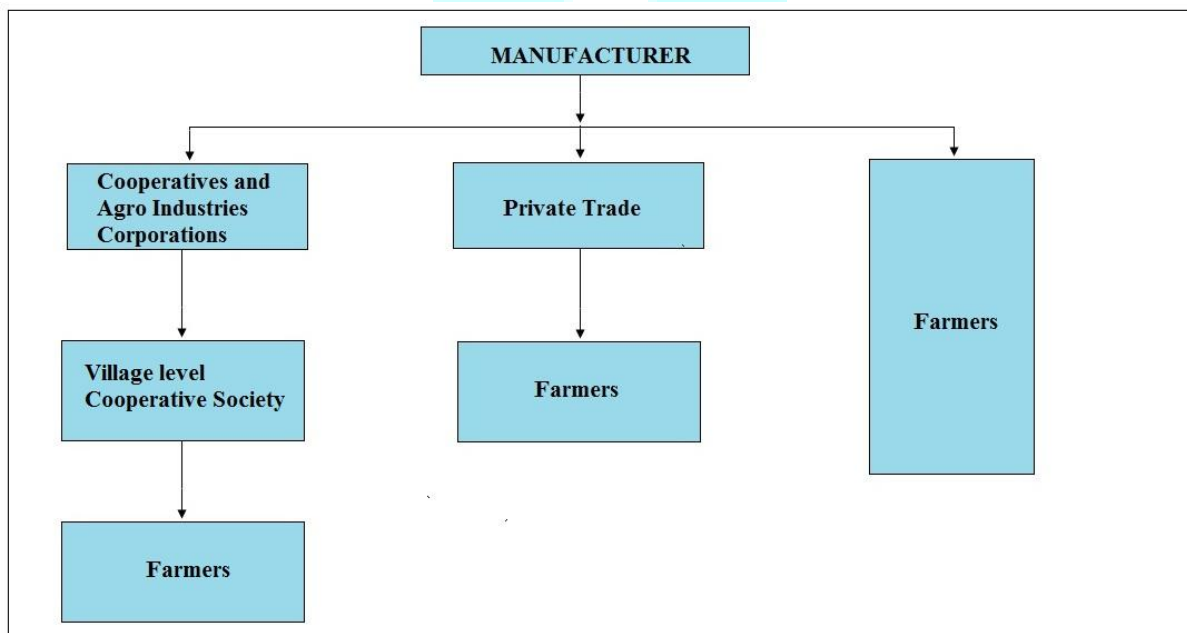 MANUFACTURER
Cooperatives and
Agro Industries
Corporations
Private Trade
Farmers
Village level
Cooperative Society
Farmers
Farmers